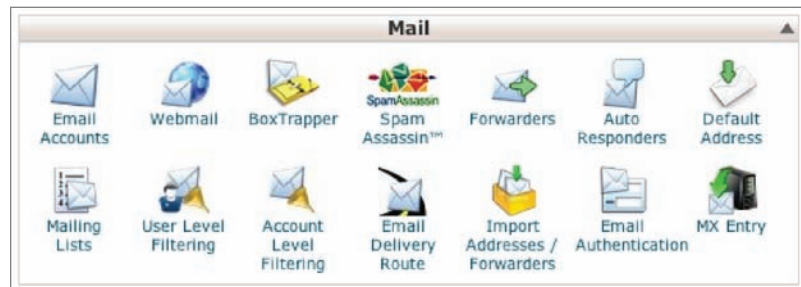 Mail
Email
Accounts
Webmail
BoxTrapper
SpamAssassin
Spam
Assassin™
Forwarders
Auto
Responders
Default
Address
Mailing
Lists
User Level
Filtering
Account
Level
Filtering
Email
Delivery
Route
Import
Addresses /
Forwarders
Email
Authentication
MX Entry